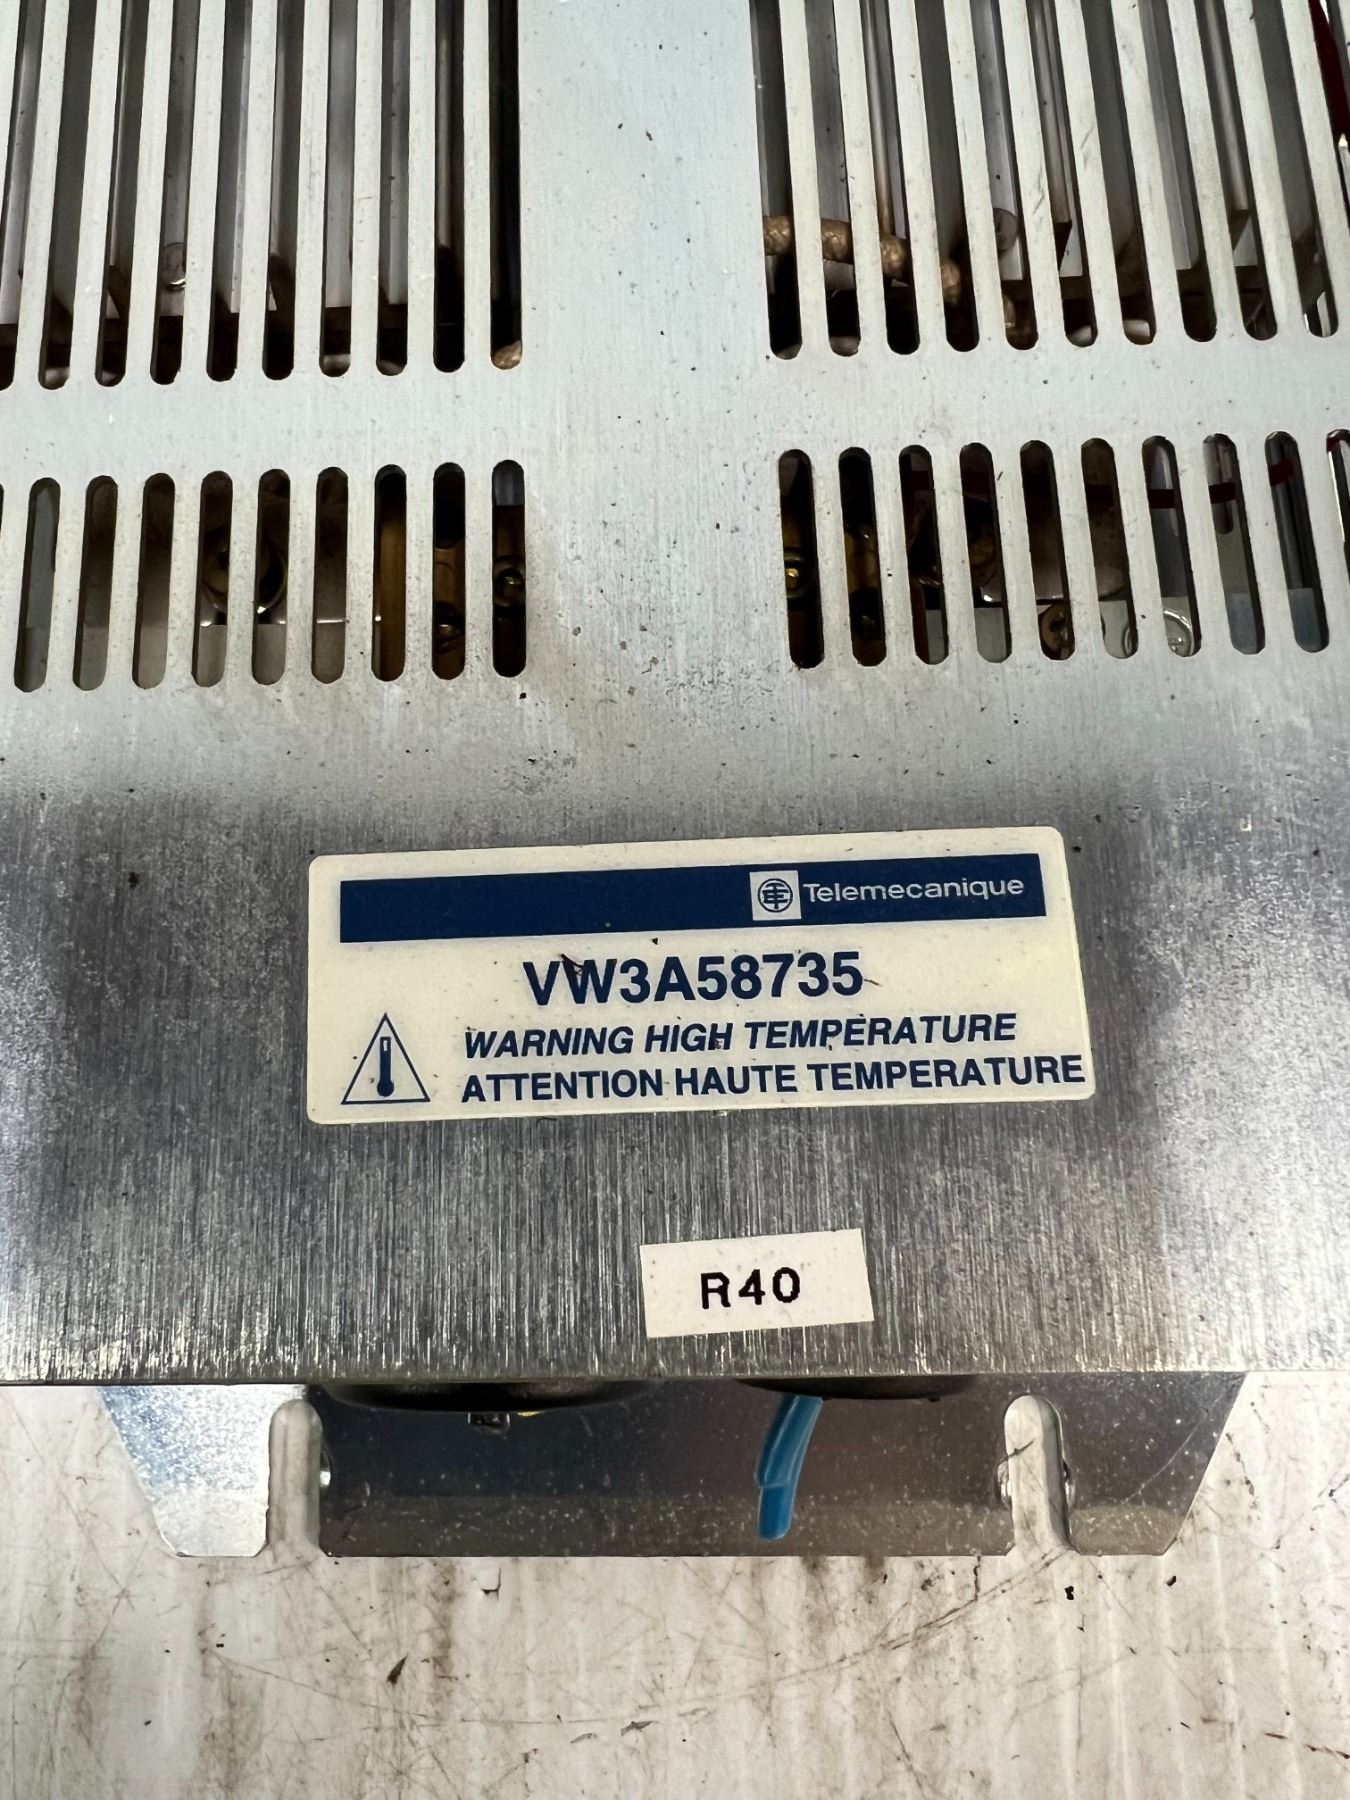 Telemecanique
VW3A58735
WARNING HIGH TEMPERATURE
ATTENTION HAUTE TEMPERATURE
R40